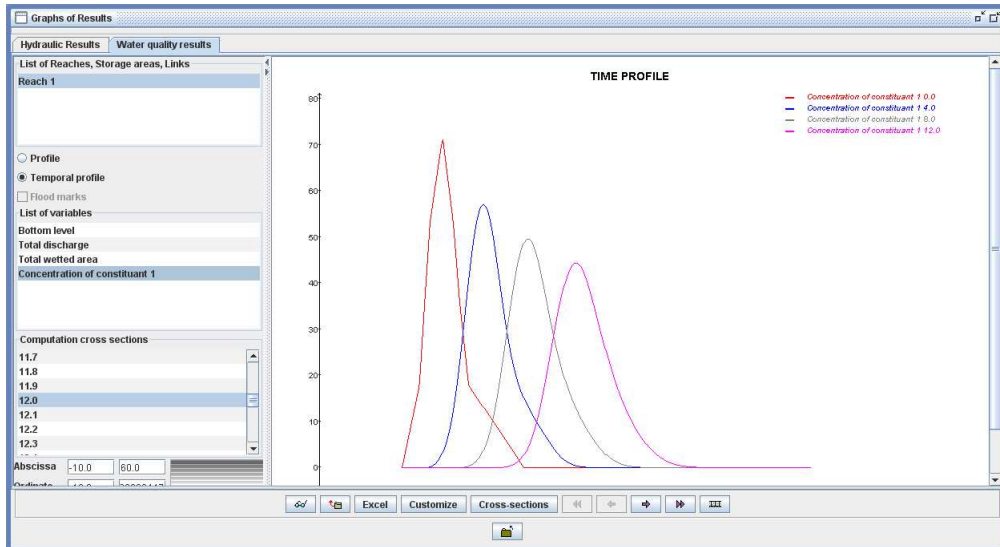 Graphs of Results
Hydraulic Results
Water quality results
List of Reaches, Storage areas, Links
Reach 1
Profile
Temporal profile
Flood marks
List of variables
Bottom level
Total discharge
Total wetted area
Concentration of constituant 1
Computation cross sections
11.7
11.8
11.9
12.0
12.1
12.2
12.3
Abscissa -10.0 60.0
Ordinate
TIME PROFILE
Concentration of constituant 1 0.0
Concentration of constituant 1 4.0
Concentration of constituant 1 8.0
Concentration of constituant 1 12.0
80
70
60
50
40
30
20
10
0
Excel
Customize
Cross-sections